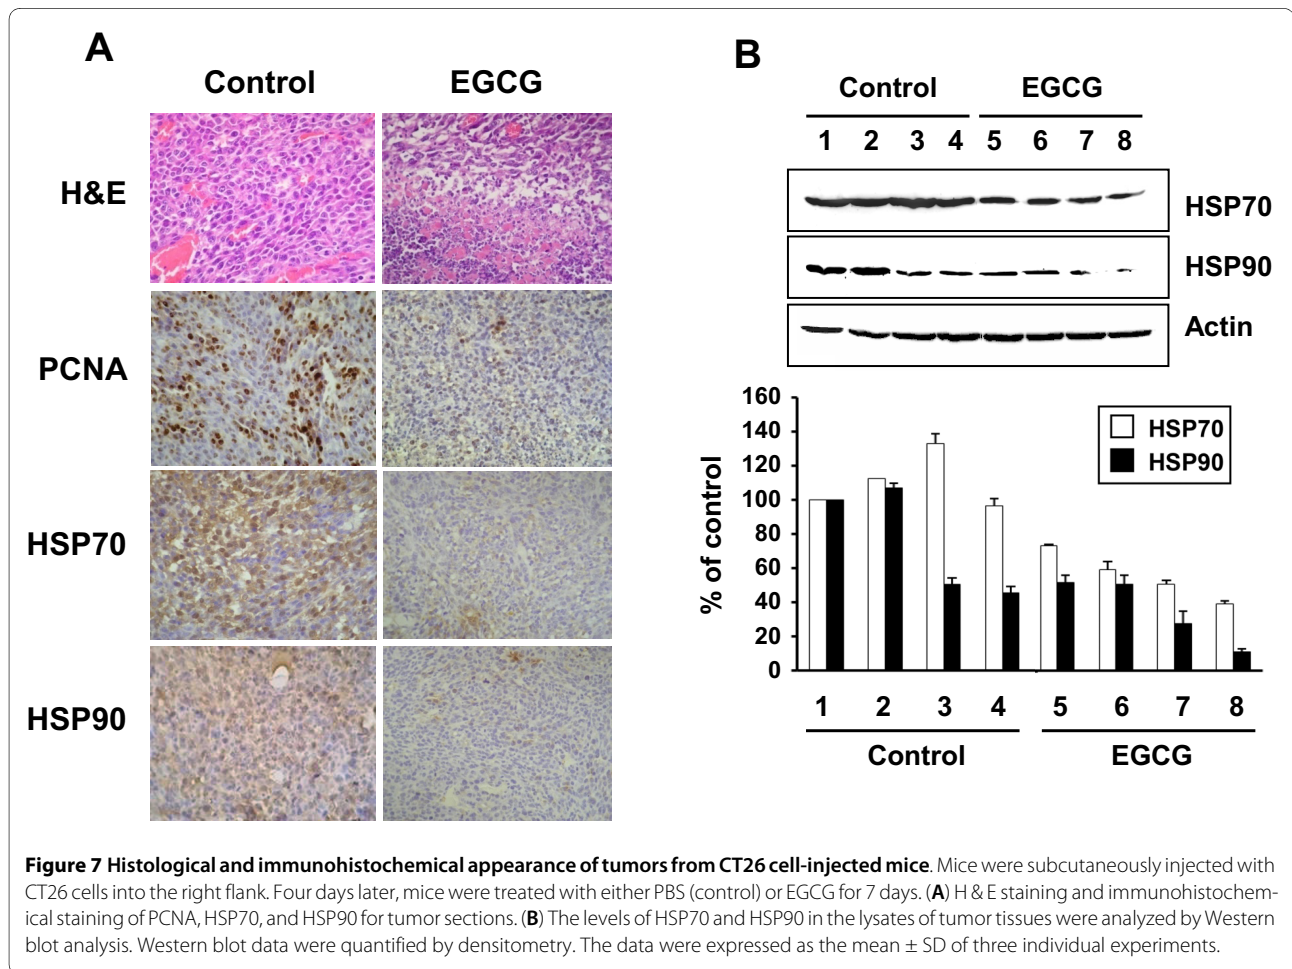 A
Control EGCG
H&E
PCNA
HSP70
HSP90
B
Control EGCG
1 2 3 4 5 6 7 8
HSP70
HSP90
Actin
% of control
160
140
120
100
80
60
40
20
0
HSP70
HSP90
1 2 3 4 5 6 7 8
Control EGCG
Figure 7 Histological and immunohistochemical appearance of tumors from CT26 cell-injected mice. Mice were subcutaneously injected with
CT26 cells into the right flank. Four days later, mice were treated with either PBS (control) or EGCG for 7 days. (A) H & E staining and immunohistochem-
ical staining of PCNA, HSP70, and HSP90 for tumor sections. (B) The levels of HSP70 and HSP90 in the lysates of tumor tissues were analyzed by Western
blot analysis. Western blot data were quantified by densitometry. The data were expressed as the mean ± SD of three individual experiments.